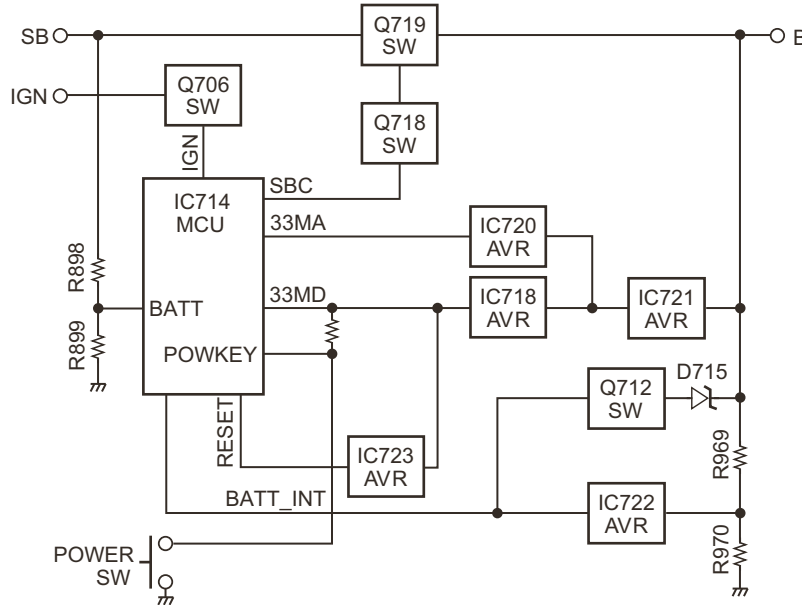 SB
Q719
SW
B
IGN
Q706
SW
Q718
SW
IGN
SBC
IC714
MCU
33MA
IC720
AVR
R898
33MD
IC718
AVR
IC721
AVR
BATT
R899
POWKEY
Q712
SW
D715
RESET
IC723
AVR
R969
BATT_INT
IC722
AVR
R970
POWER
SW